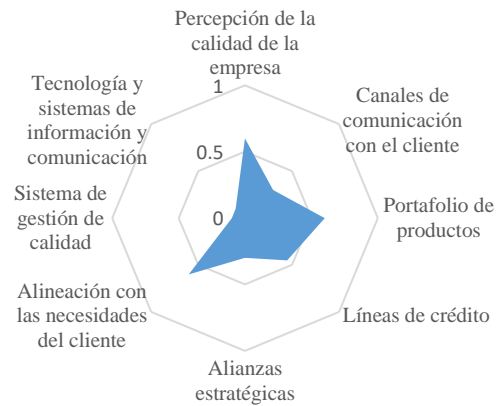 Percepción de la
calidad de la
empresa
1
Tecnología y
sistemas de
información y
comunicación
Canales de
comunicación
con el cliente
0.5
Sistema de
gestión de
calidad
0
Portafolio de
productos
Alineación con
las necesidades
del cliente
Líneas de crédito
Alianzas
estratégicas